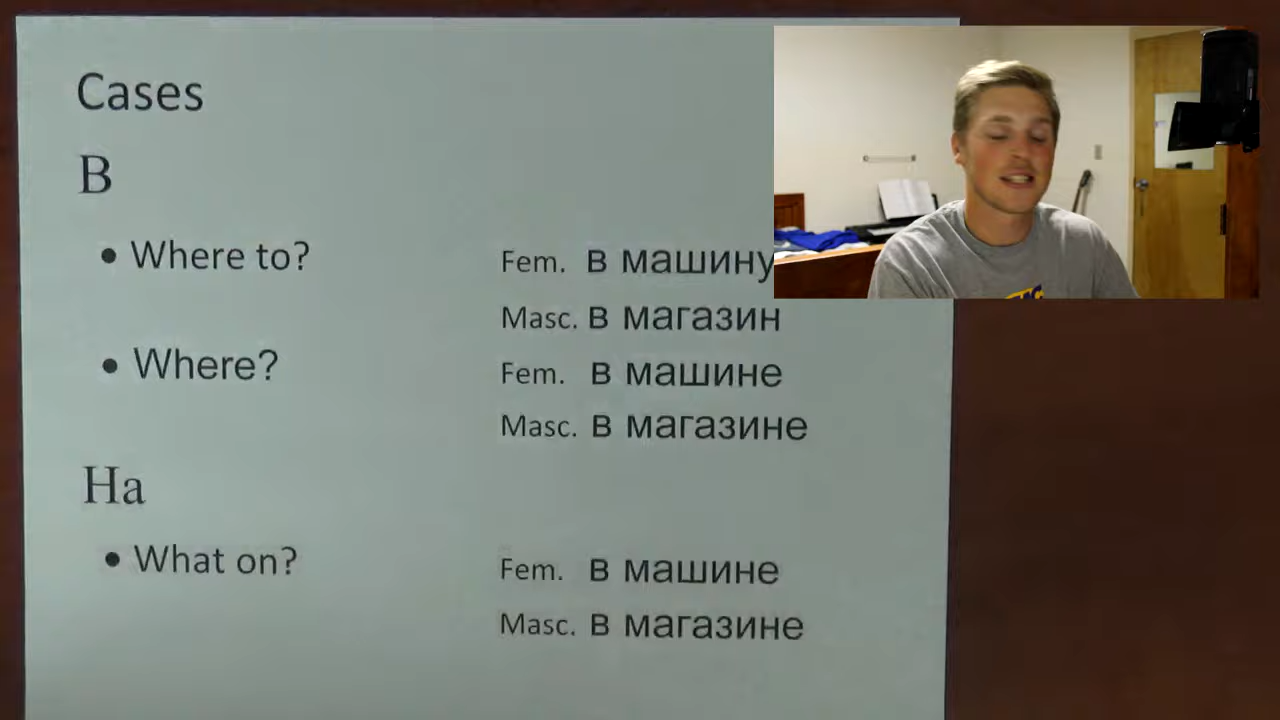 Cases
В
• Where to?
Fem. в машину
Masc. в магазин
• Where?
Fem. в машине
Masc. в магазине
На
• What on?
Fem. в машине
Masc. в магазине